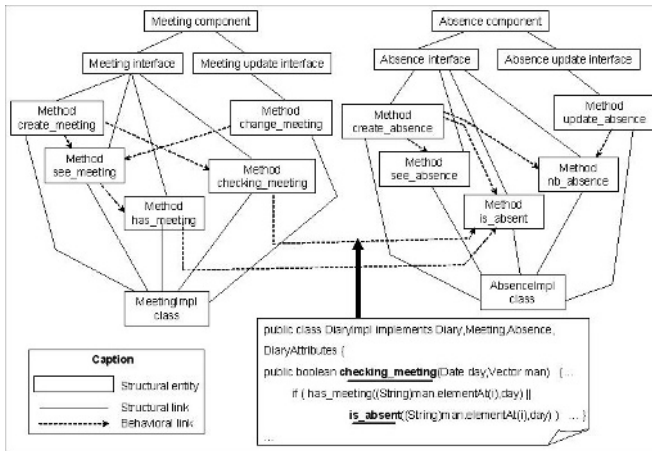 Meeting component
Absence component
Meeting interface
Meeting update interface
Absence interface
Absence update interface
Method
create_meeting
Method
change_meeting
Method
create_absence
Method
update_absence
Method
see_meeting
Method
checking_meeting
Method
see_absence
Method
nb_absence
Method
has_meeting
Method
is_absent
MeetingImpl
class
AbsenceImpl
class
public class DiaryImpl implements Diary,Meeting,Absence,
DiaryAttributes {
public boolean checking_meeting(Date day,Vector man) {...
if ( has_meeting((String)man.elementAt(i),day) ||
is_absent((String)man.elementAt(i),day) ) ... }
...
Caption
Structural entity
Structural link
Behavioral link